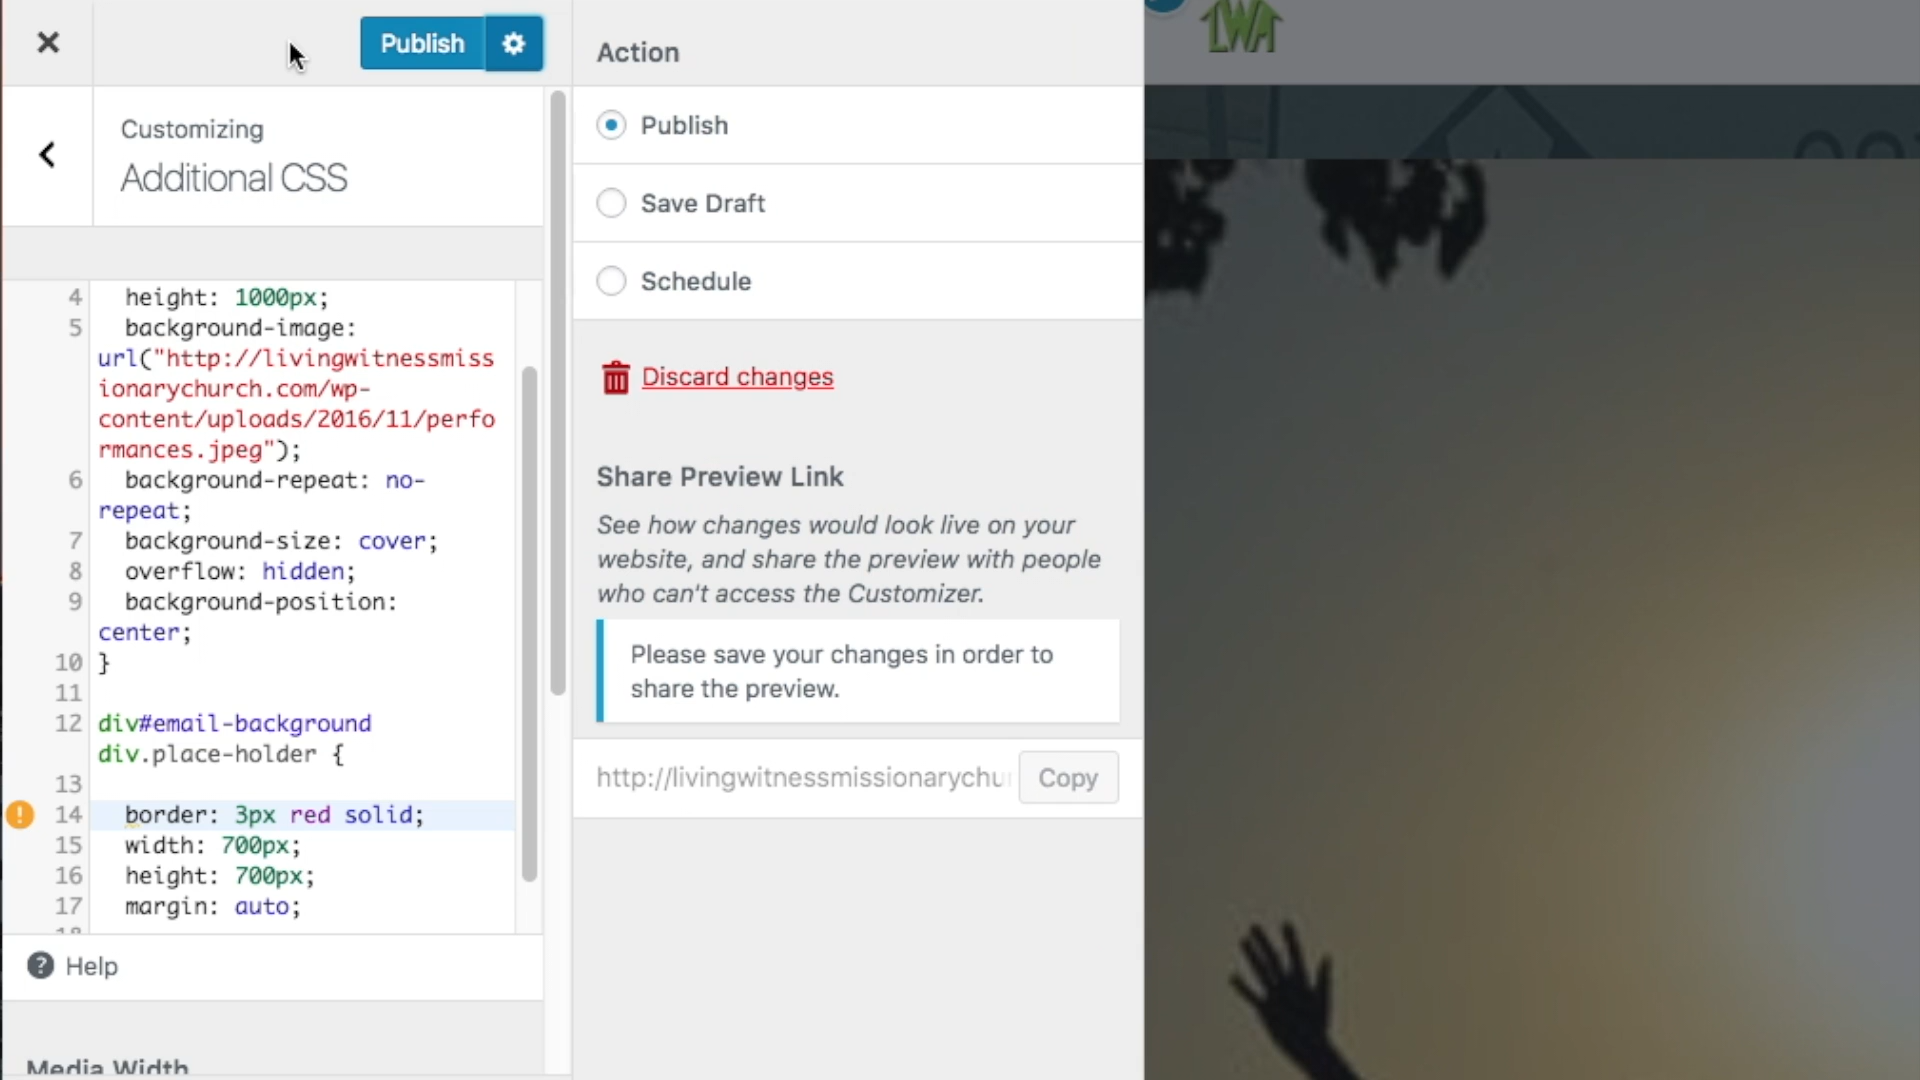 Publish
Action
Customizing
Additional CSS
Publish
Save Draft
Schedule
Discard changes
Share Preview Link
See how changes would look live on your
website, and share the preview with people
who can't access the Customizer.
Please save your changes in order to
share the preview.
http://livingwitnessmissionarychur
Copy
4 height: 1000px;
5 background-image:
url("http://livingwitnessmiss
ionarychurch.com/wp-
content/uploads/2016/11/perfo
rmances.jpeg");
6 background-repeat: no-
repeat;
7 background-size: cover;
8 overflow: hidden;
9 background-position:
center;
10 }
11
12 div#email-background
div.place-holder {
13
14 border: 3px red solid;
15 width: 700px;
16 height: 700px;
17 margin: auto;
18
Help
Media Width
LWA